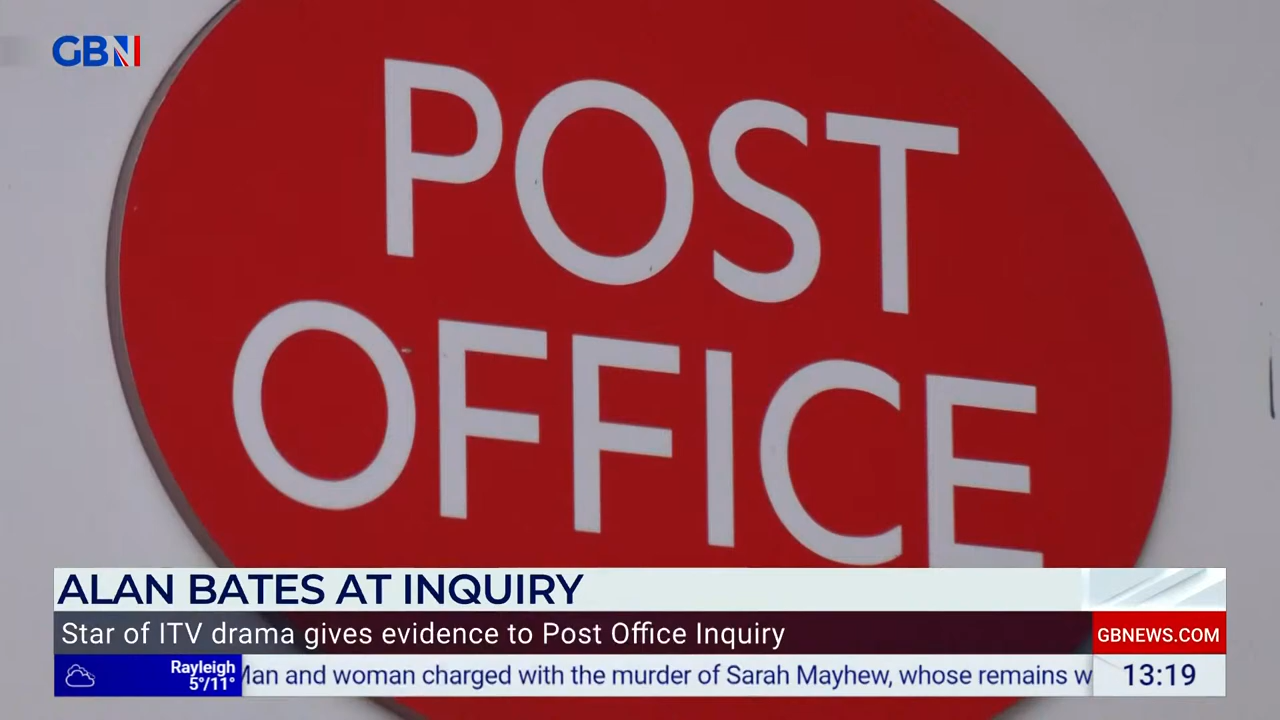 GBN
POST
OFFICE
ALAN BATES AT INQUIRY
Star of ITV drama gives evidence to Post Office Inquiry
GBNEWS.COM
Rayleigh
5°/11°
Man and woman charged with the murder of Sarah Mayhew, whose remains w
13:19